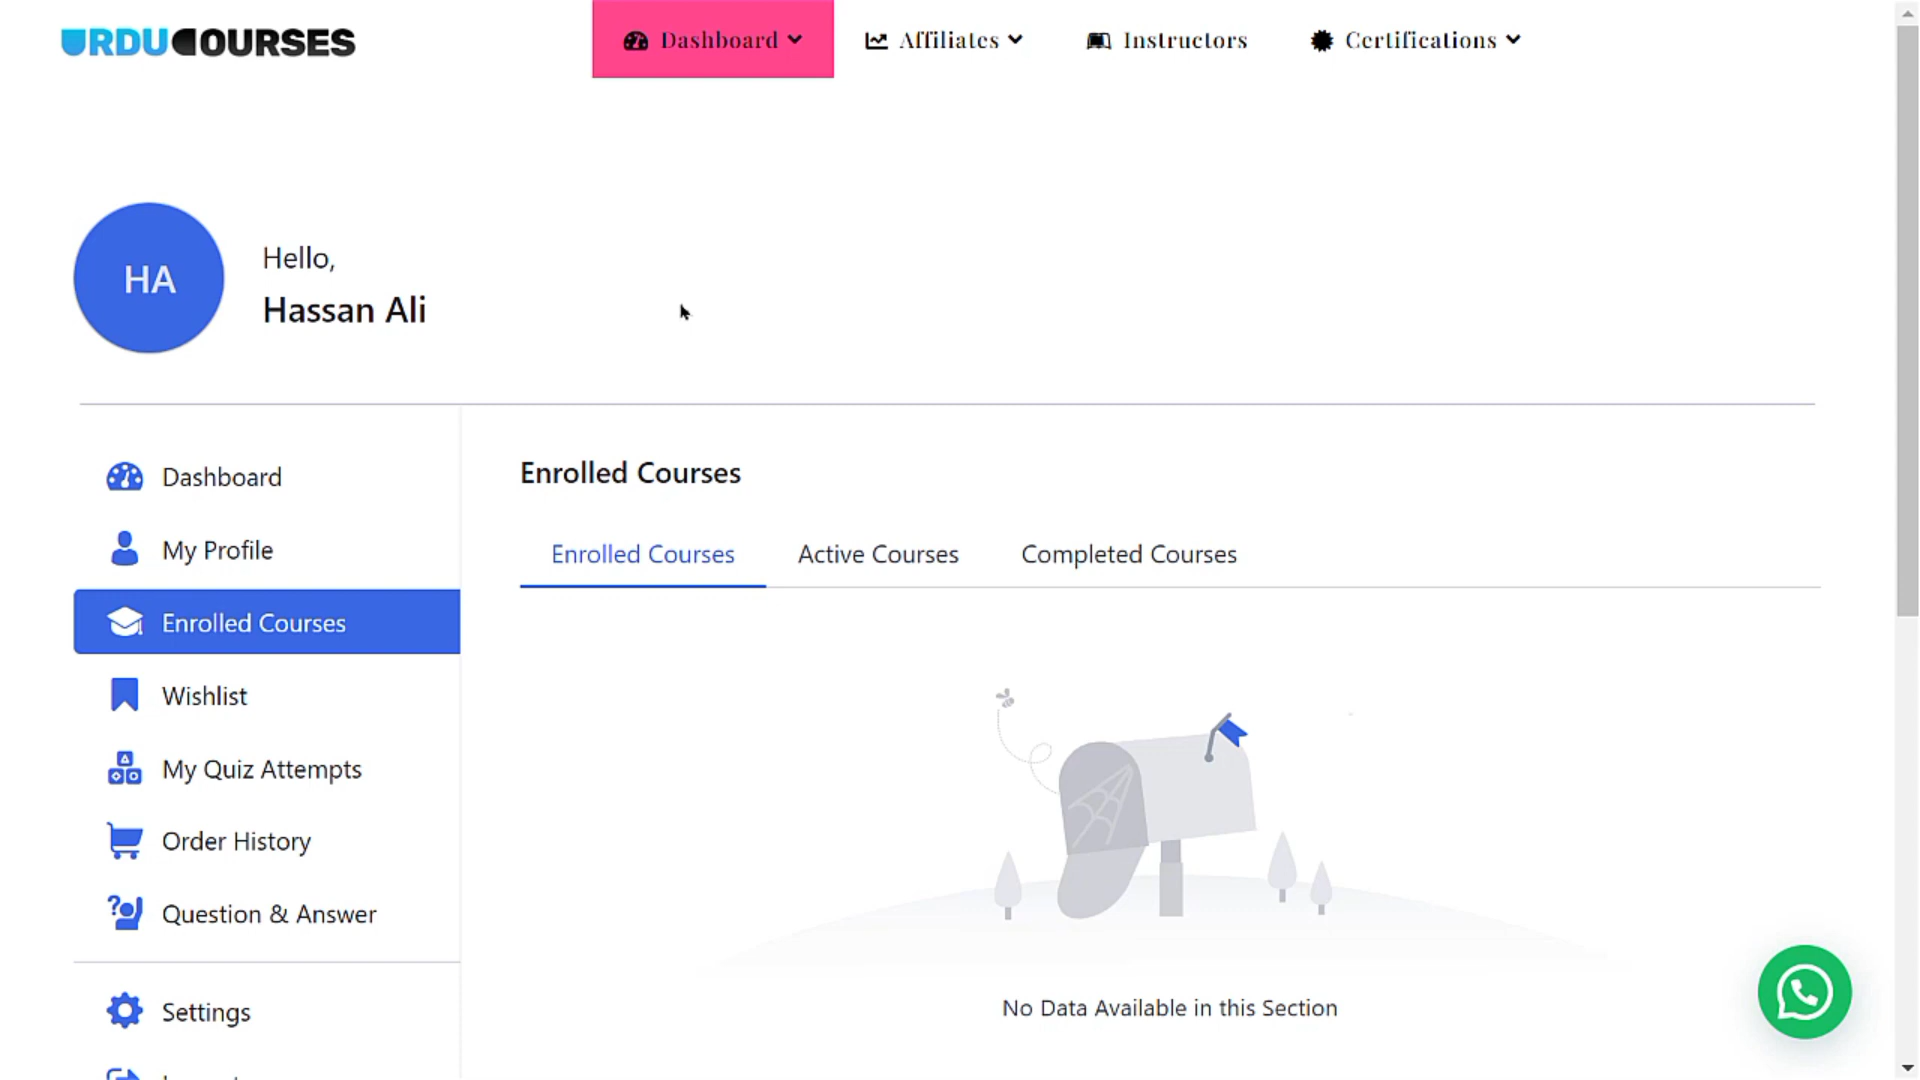 URDUCOURSES
Dashboard
Affiliates
Instructors
Certifications
HA
Hello,
Hassan Ali
Dashboard
My Profile
Enrolled Courses
Wishlist
My Quiz Attempts
Order History
Question & Answer
Settings
Enrolled Courses
Enrolled Courses
Active Courses
Completed Courses
No Data Available in this Section